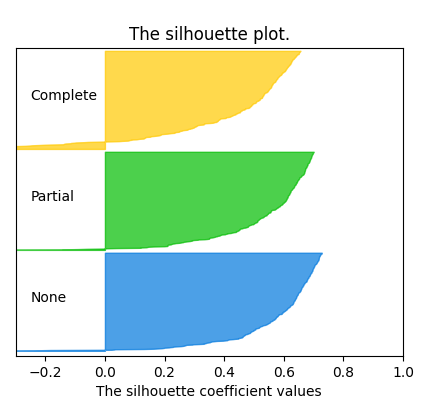 The silhouette plot.
Complete
Partial
None
−0.2 0.0 0.2 0.4 0.6 0.8 1.0
The silhouette coefficient values